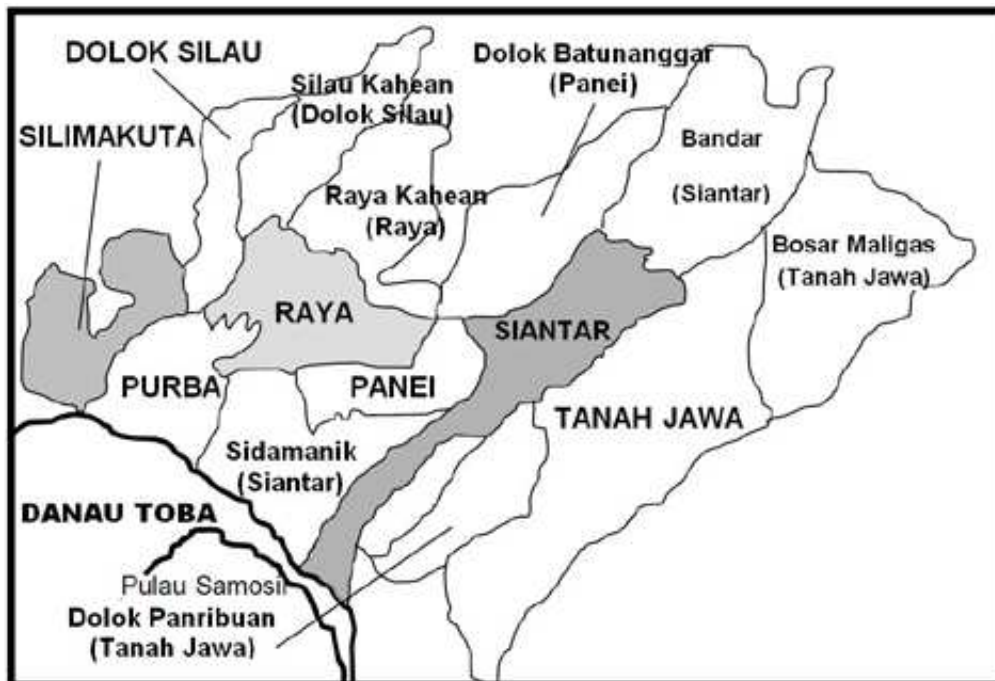 DOLOK SILAU
Silau Kahean
(Dolok Silau)
Dolok Batunanggar
(Panei)
SILIMAKUTA
Bandar
(Siantar)
Raya Kahean
(Raya)
Bosar Maligas
(Tanah Jawa)
RAYA
SIANTAR
PURBA
PANEI
TANAH JAWA
Sidamanik
(Siantar)
DANAU TOBA
Pulau Samosil
Dolok Panribuan
(Tanah Jawa)